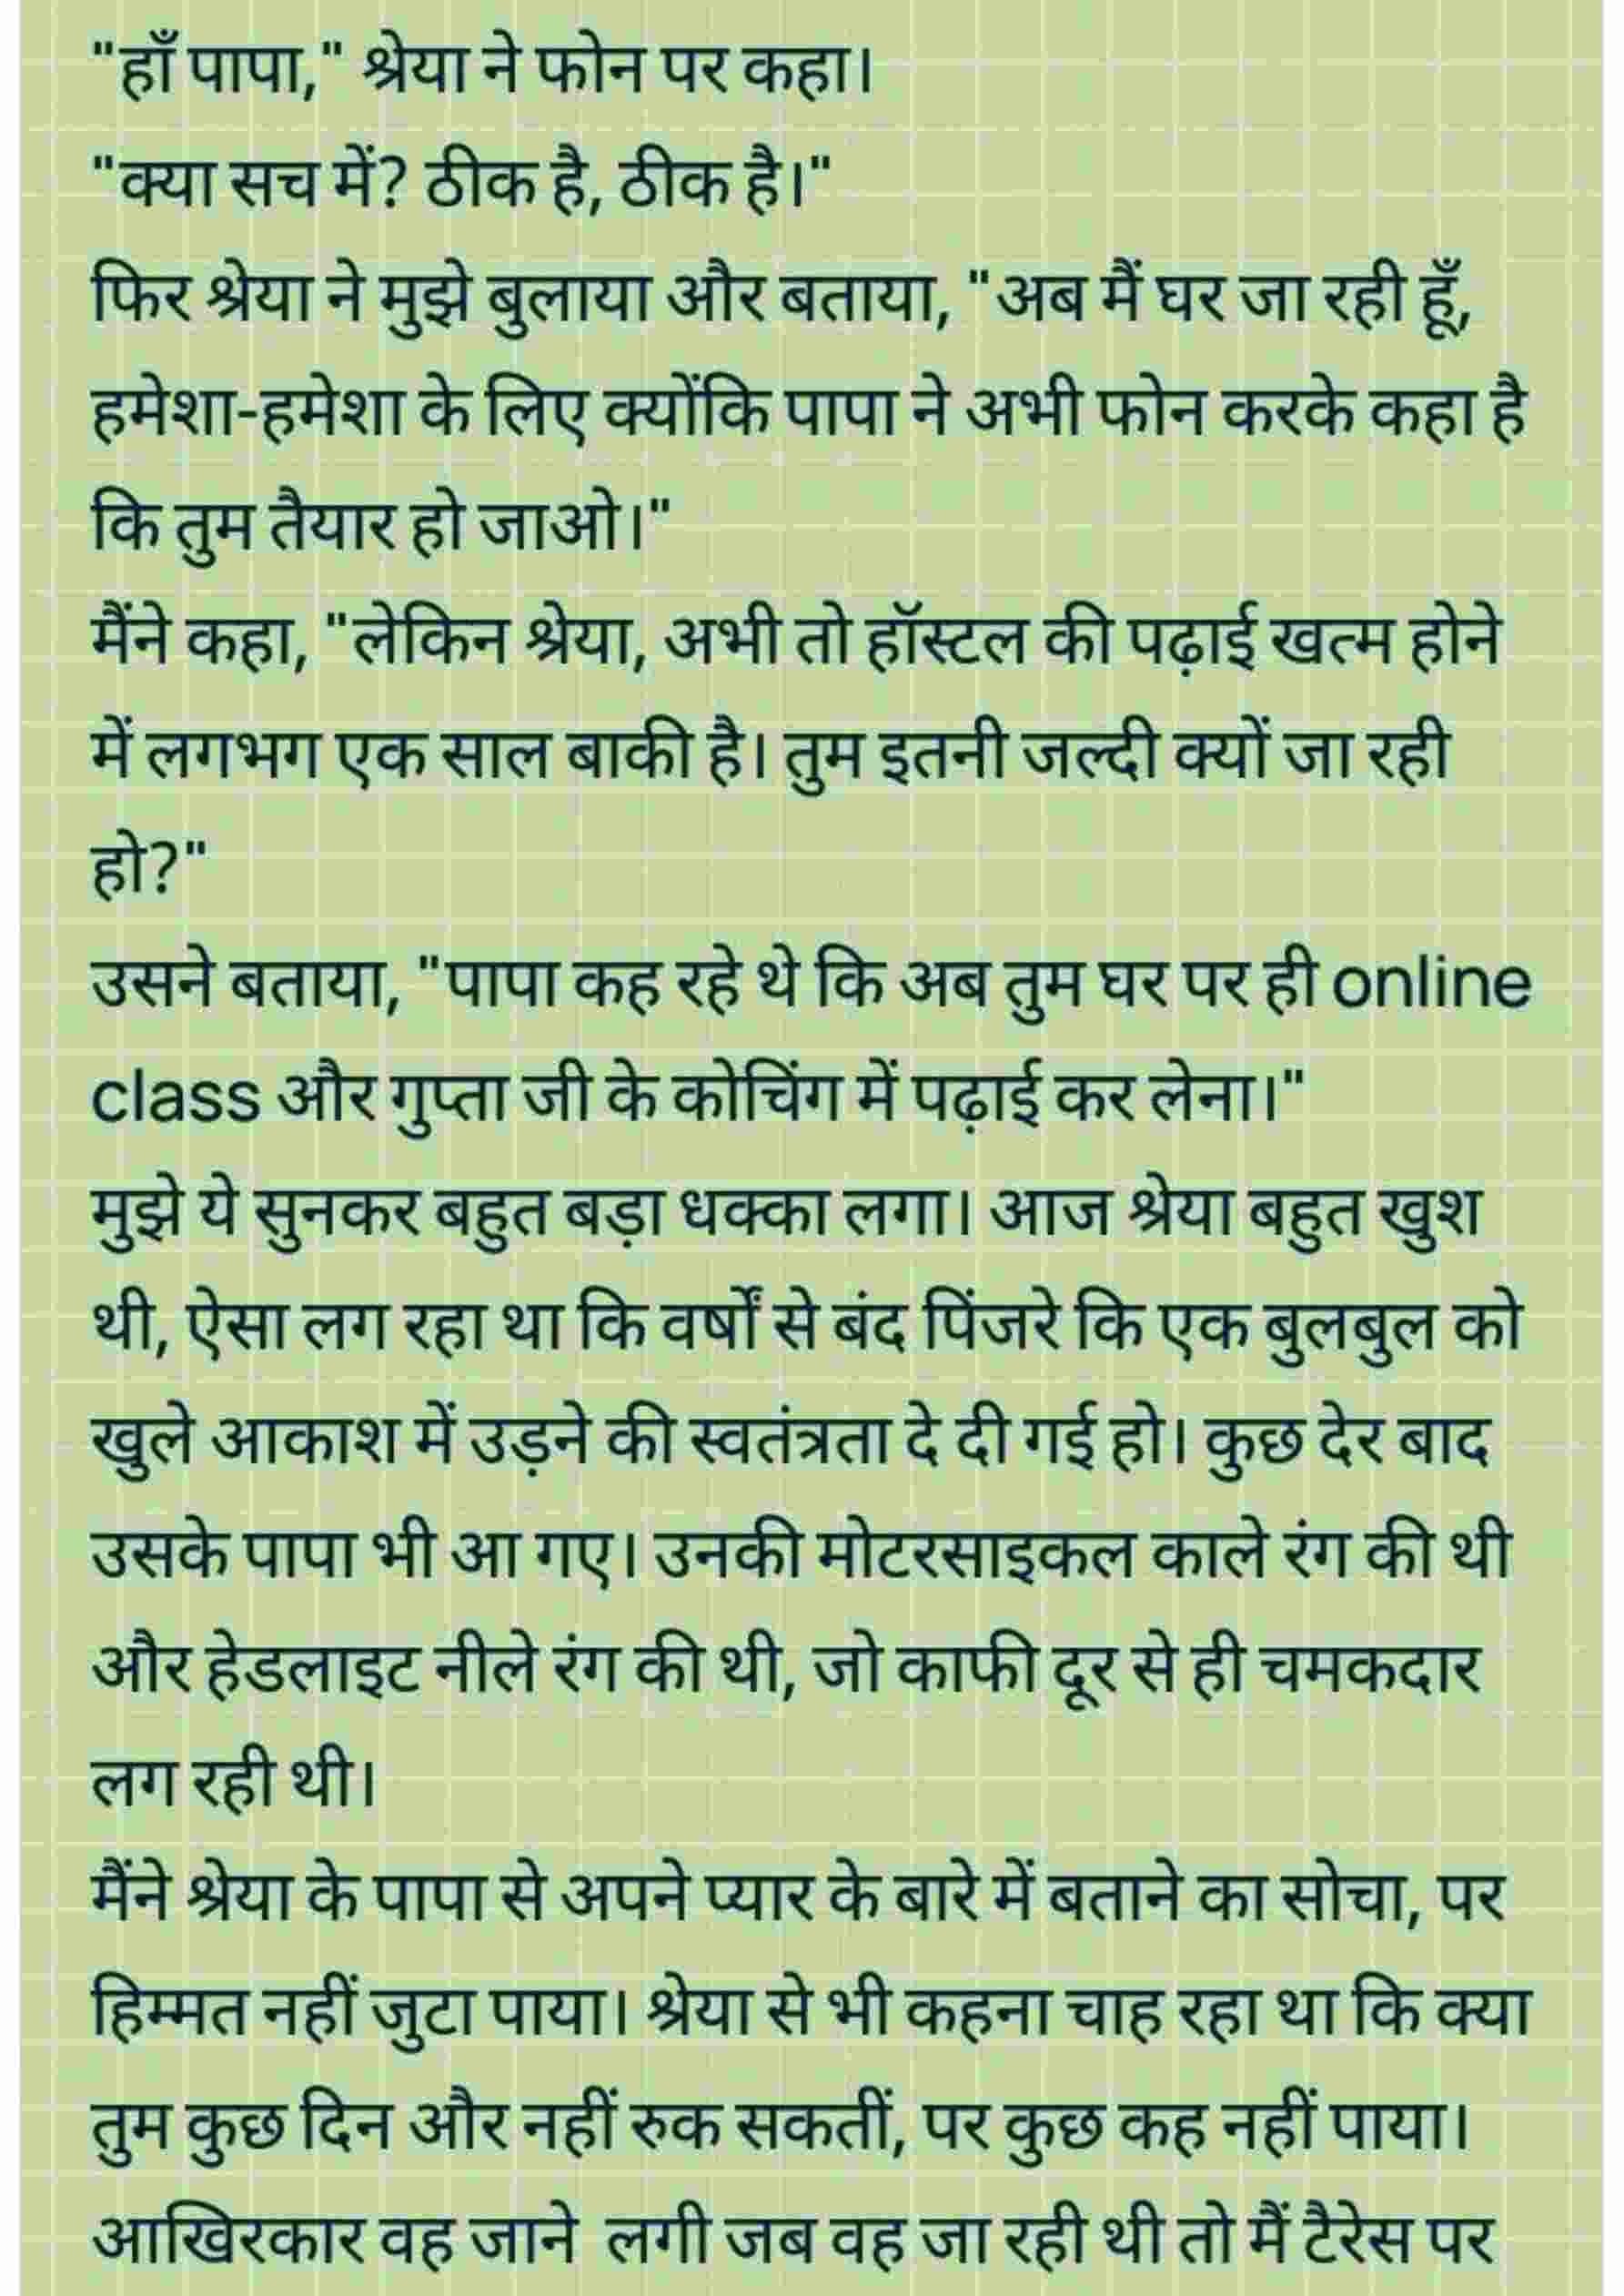 "हाँ पापा," श्रेया ने फोन पर कहा।
"क्या सच में? ठीक है, ठीक है।"
फिर श्रेया ने मुझे बुलाया और बताया, "अब मैं घर जा रही हूँ,
हमेशा-हमेशा के लिए क्योंकि पापा ने अभी फोन करके कहा है
कि तुम तैयार हो जाओ।"
मैंने कहा, "लेकिन श्रेया, अभी तो हॉस्टल की पढ़ाई खत्म होने
में लगभग एक साल बाकी है। तुम इतनी जल्दी क्यों जा रही
हो?"
उसने बताया, "पापा कह रहे थे कि अब तुम घर पर ही online
class और गुप्ता जी के कोचिंग में पढ़ाई कर लेना।"
मुझे ये सुनकर बहुत बड़ा धक्का लगा। आज श्रेया बहुत खुश
थी, ऐसा लग रहा था कि वर्षों से बंद पिंजरे कि एक बुलबुल को
खुले आकाश में उड़ने की स्वतंत्रता दे दी गई हो। कुछ देर बाद
उसके पापा भी आ गए। उनकी मोटरसाइकल काले रंग की थी
और हेडलाइट नीले रंग की थी, जो काफी दूर से ही चमकदार
लग रही थी।
मैंने श्रेया के पापा से अपने प्यार के बारे में बताने का सोचा, पर
हिम्मत नहीं जुटा पाया। श्रेया से भी कहना चाह रहा था कि क्या
तुम कुछ दिन और नहीं रुक सकतीं, पर कुछ कह नहीं पाया।
आखिरकार वह जाने लगी जब वह जा रही थी तो मैं टैरेस पर